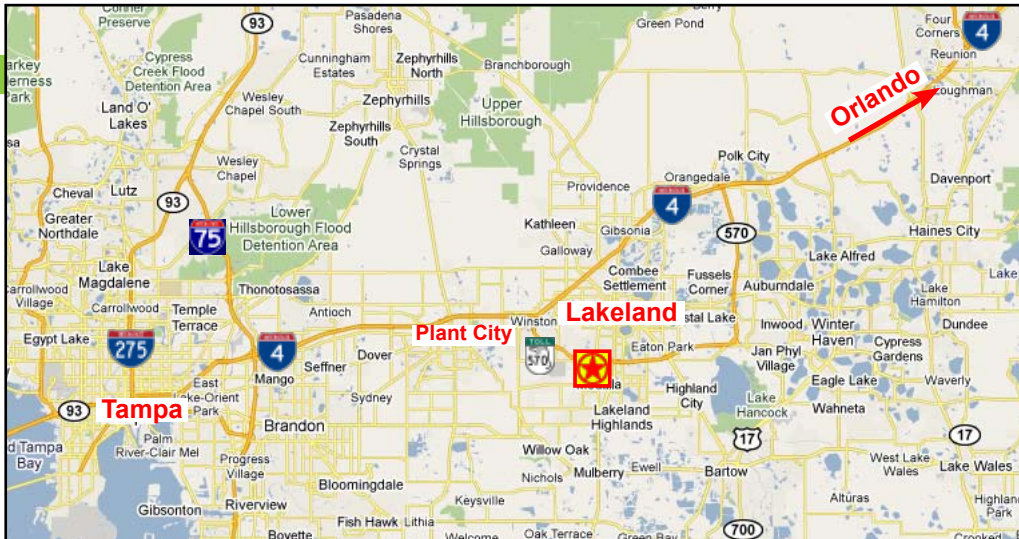 Conner Preserve
93
Pasadena Shores
Green Pond
Four Corners
4
Reunion
Cypress Creek Flood Detention Area
Cunningham Estates
Zephyrhills North
Branchborough
Land O' Lakes
Wesley Chapel South
Zephyrhills
Upper Hillsborough
Orlando
Zephyrhills South
Crystal Springs
Polk City
Wesley Chapel
Orangedale
Davenport
Cheval
Lutz
93
Providence
4
Greater Northdale
75
Lower Hillsborough Flood Detention Area
Kathleen
Gibsonia
570
Haines City
Galloway
Lake Alfred
Lake Magdalene
Combee Settlement
Fussels Corner
Carrollwood Village
Carrollwood
Thonotosassa
Auburndale
Lake Hamilton
Temple Terrace
Antioch
Winston
Lakeland
Plant City
Inwood
Winter Haven
Dundee
Egypt Lake
275
4
Dover
TOLL 570
Eaton Park
Jan Phyl Village
Cypress Gardens
Seffner
East Lake-Orient Park
Mango
Sydney
Highland City
Eagle Lake
Waverly
93
Tampa
Brandon
Lakeland Highlands
Lake Hancock
Wahneta
Palm River-Clair Mel
17
17
Tampa Bay
Progress Village
Willow Oak
Mulberry
Ewell
Bartow
West Lake Wales
Lake Wales
Bloomingdale
Nichols
Keysville
Alturas
Gibsonton
Riverview
Highland Park
Fish Hawk
Lithia
Boyette
Welcome
Oak Terrace
Green Bay
700
Crooked